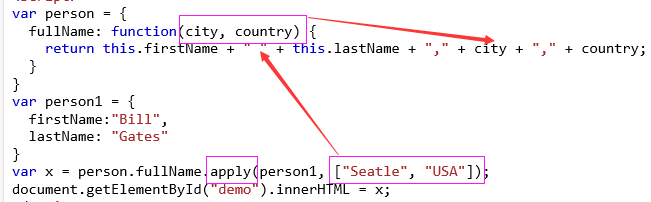 var person = {
  fullName: function(city, country) {
    return this.firstName + " " + this.lastName + "," + city + "," + country;
  }
}
var person1 = {
  firstName:"Bill",
  lastName: "Gates"
}
var x = person.fullName.apply(person1, ["Seatle", "USA"]);
document.getElementById("demo").innerHTML = x;